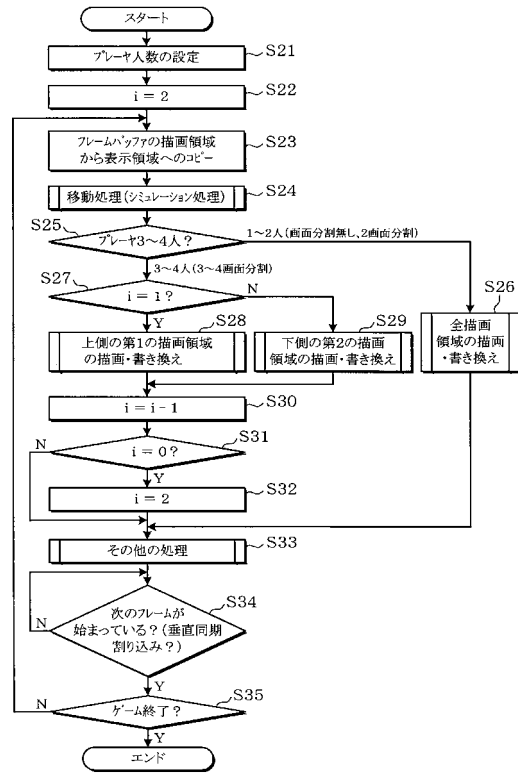 スタート
プレーヤ人数の設定
S21
i = 2
S22
フレームバッファの描画領域
から表示領域へのコピー
S23
移動処理(シミュレーション処理)
S24
S25
プレーヤ3~4人?
1~2人(画面分割無し、2画面分割)
3~4人(3~4画面分割)
S27
i = 1?
N
Y
S28
上側の第1の描画領域
の描画・書き換え
S29
下側の第2の描画
領域の描画・書き換え
S26
全描画
領域の描画
・書き換え
i = i-1
S30
S31
N
i = 0?
Y
i = 2
S32
その他の処理
S33
S34
次のフレームが
始まっている?(垂直同期
割り込み?)
N
Y
S35
N
ゲーム終了?
Y
エンド